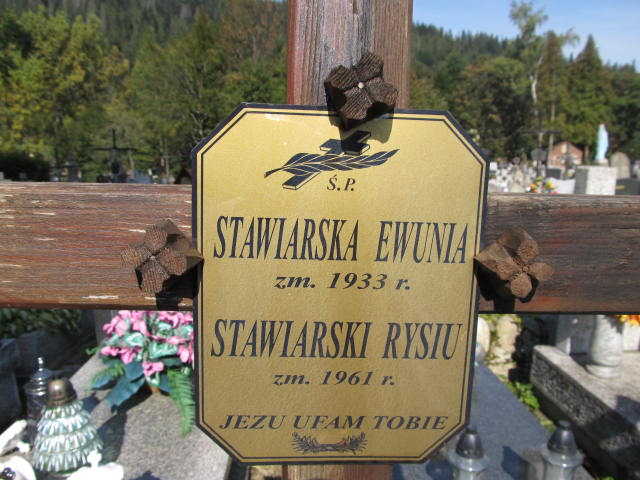 Ś.P.
STAWIARSKA EWUNIA
zm. 1933 r.
STAWIARSKI RYSIU
zm. 1961 r.
JEZU UFAM TOBIE